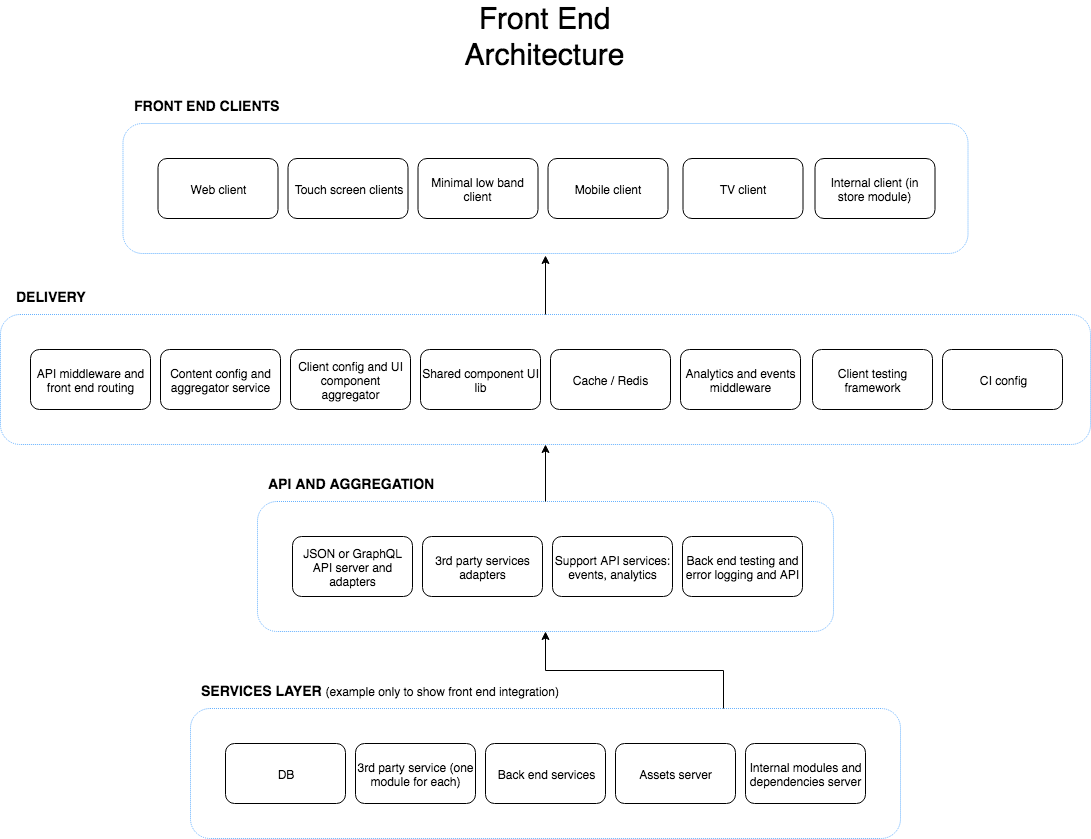 Front End
Architecture
FRONT END CLIENTS
Web client
Touch screen clients
Minimal low band
client
Mobile client
TV client
Internal client (in
store module)
DELIVERY
API middleware and
front end routing
Content config and
aggregator service
Client config and UI
component
aggregator
Shared component UI
lib
Cache / Redis
Analytics and events
middleware
Client testing
framework
CI config
API AND AGGREGATION
JSON or GraphQL
API server and
adapters
3rd party services
adapters
Support API services:
events, analytics
Back end testing and
error logging and API
SERVICES LAYER (example only to show front end integration)
DB
3rd party service (one
module for each)
Back end services
Assets server
Internal modules and
dependencies server